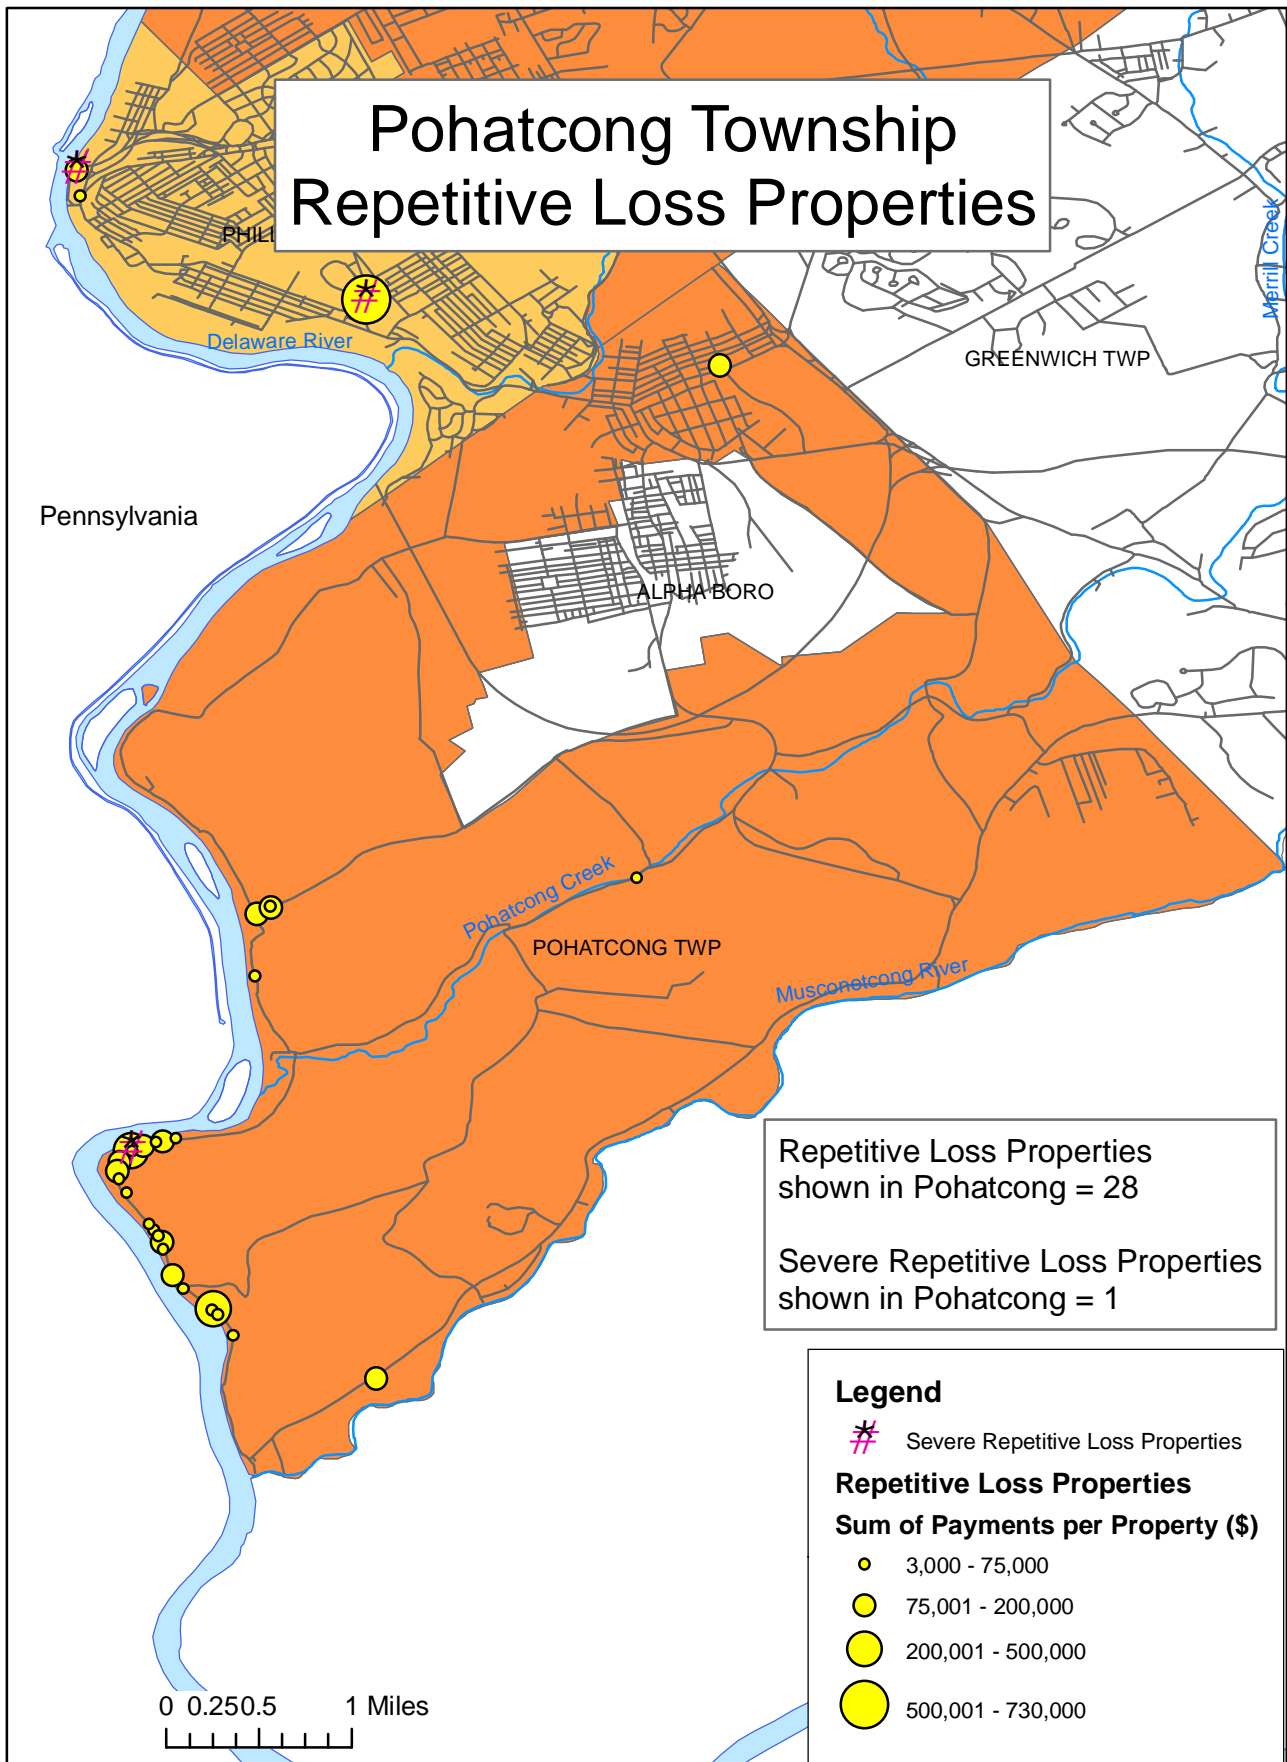 Pohatcong Township
Repetitive Loss Properties
PHILL
Delaware River
Merrill Creek
GREENWICH TWP
Pennsylvania
ALPHA BORO
Pohatcong Creek
POHATCONG TWP
Musconetcong River
Repetitive Loss Properties
shown in Pohatcong = 28
Severe Repetitive Loss Properties
shown in Pohatcong = 1
Legend
Severe Repetitive Loss Properties
Repetitive Loss Properties
Sum of Payments per Property ($)
3,000 - 75,000
75,001 - 200,000
200,001 - 500,000
500,001 - 730,000
0 0.25 0.5 1 Miles